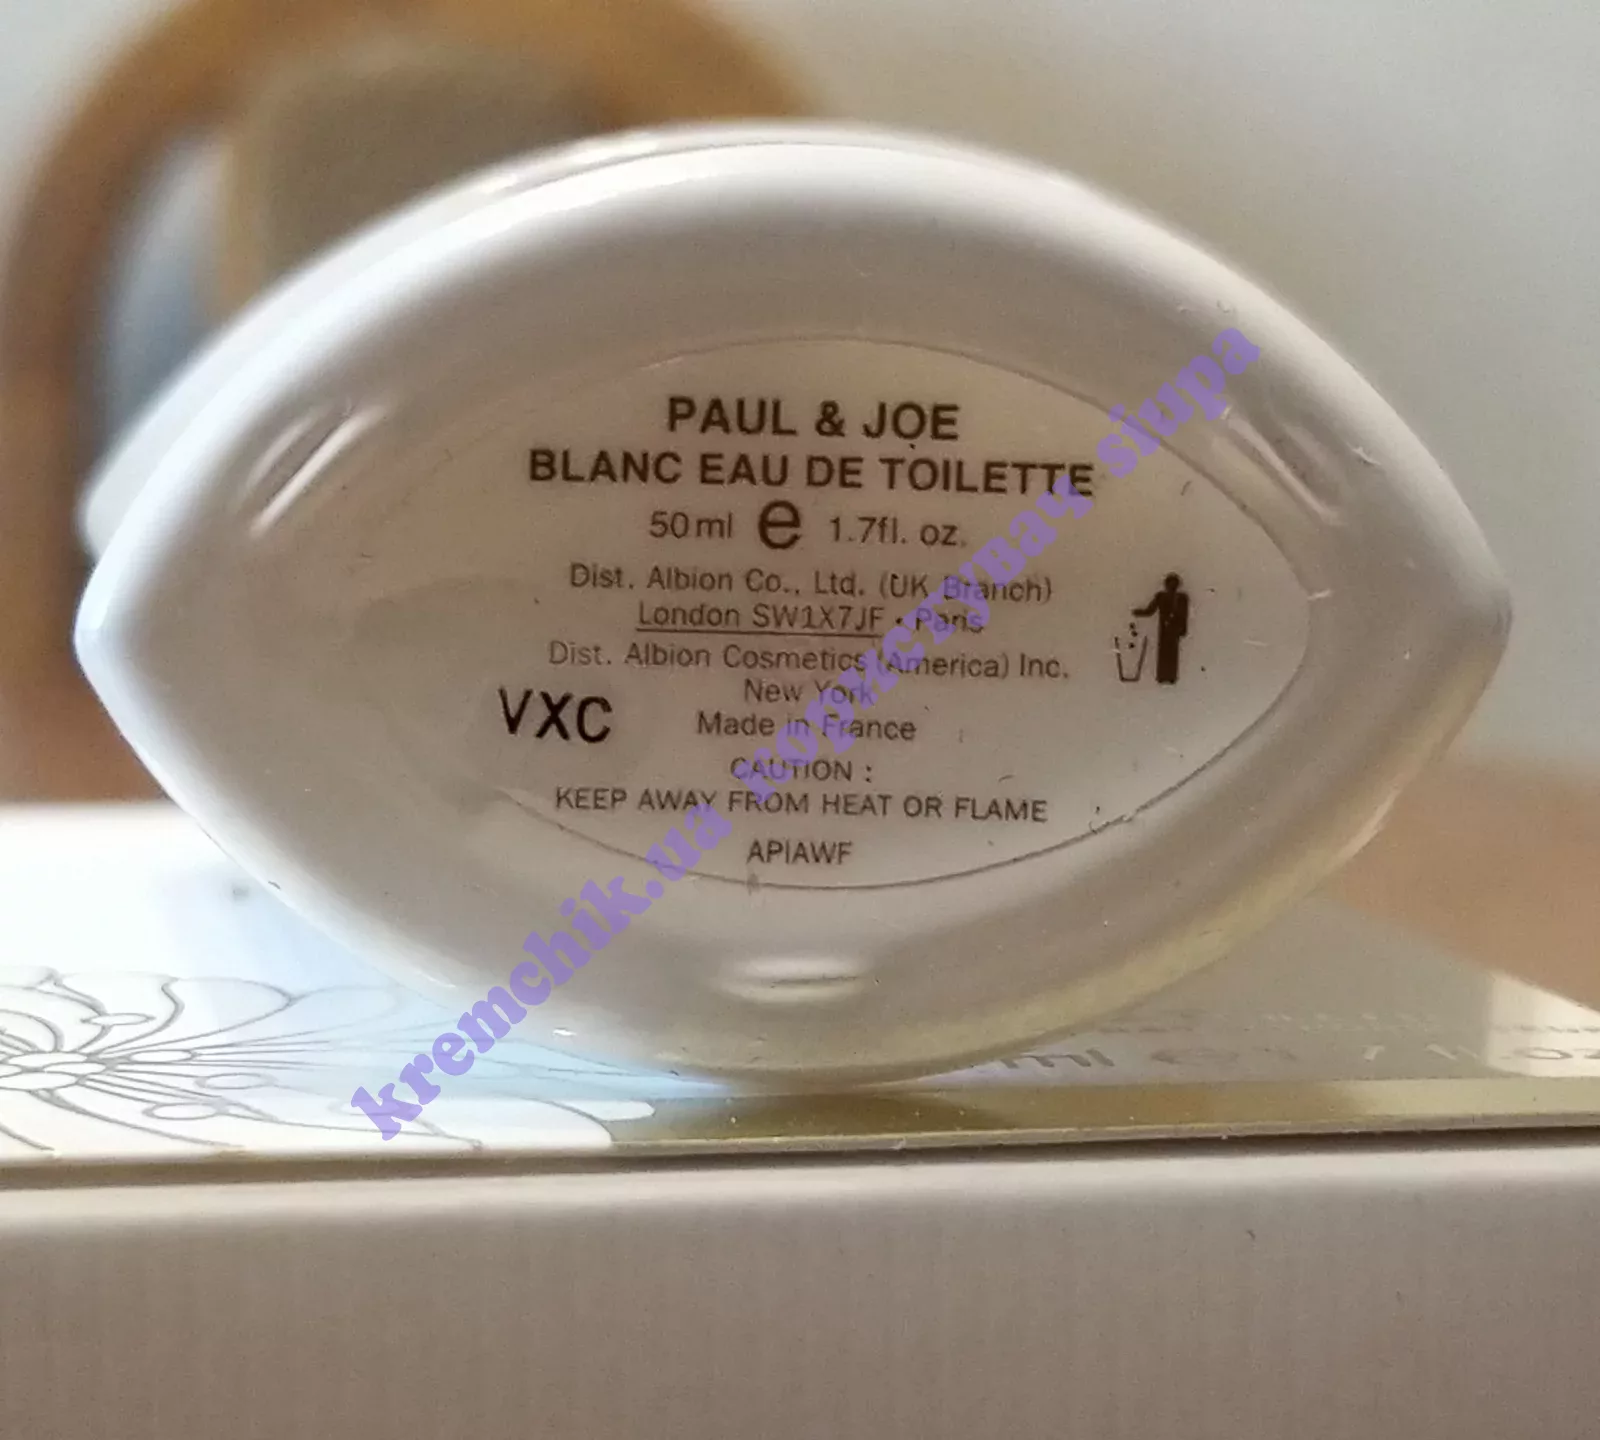 PAUL & JOE
BLANC EAU DE TOILETTE
50ml e 1.7fl. oz.
Dist. Albion Co., Ltd. (UK Branch)
London SW1X7JF • Paris
Dist. Albion Cosmetics (America) Inc.
New York
VXC
Made in France
CAUTION :
KEEP AWAY FROM HEAT OR FLAME
APIAWF
kremchik.ua торжсзувач siupa